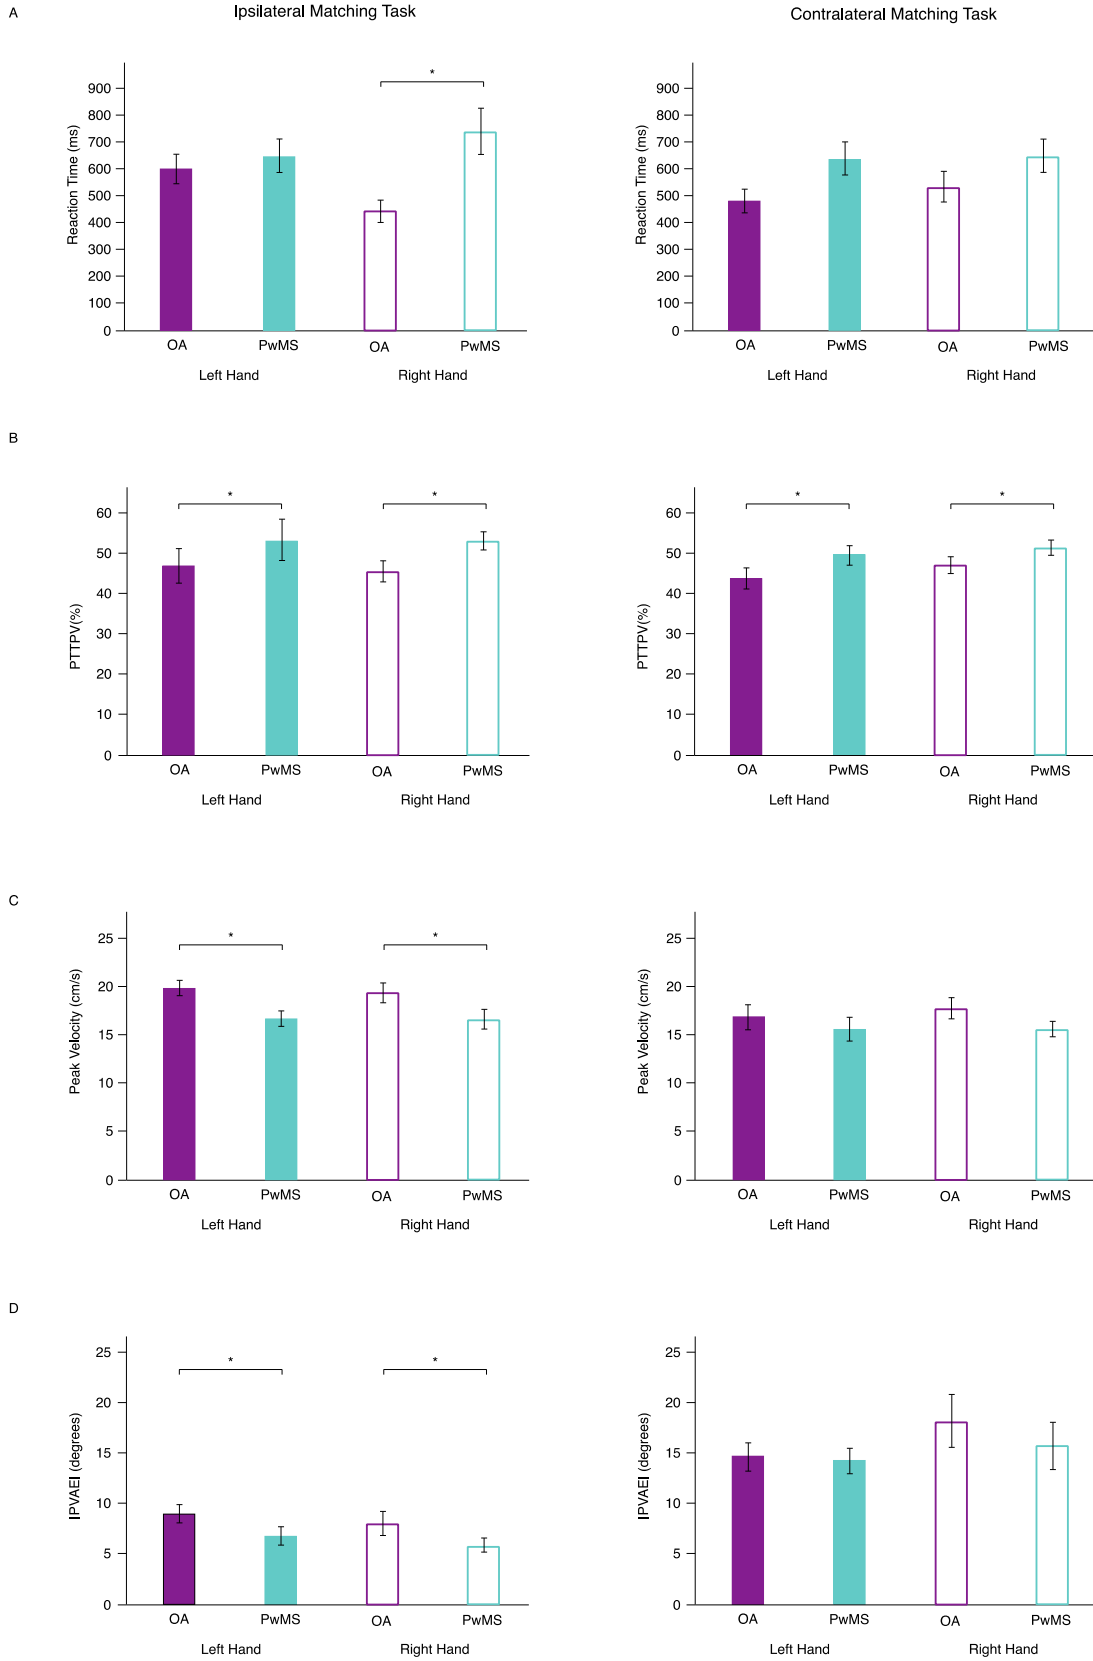 A
Ipsilateral Matching Task
Contralateral Matching Task
Reaction Time (ms)
900
800
700
600
500
400
300
200
100
0
*
OA
PwMS
OA
PwMS
Left Hand
Right Hand
Reaction Time (ms)
900
800
700
600
500
400
300
200
100
0
OA
PwMS
OA
PwMS
Left Hand
Right Hand
B
PTTPV(%)
60
50
40
30
20
10
0
*
*
OA
PwMS
OA
PwMS
Left Hand
Right Hand
PTTPV(%)
60
50
40
30
20
10
0
*
*
OA
PwMS
OA
PwMS
Left Hand
Right Hand
C
Peak Velocity (cm/s)
25
20
15
10
5
0
*
*
OA
PwMS
OA
PwMS
Left Hand
Right Hand
Peak Velocity (cm/s)
25
20
15
10
5
0
OA
PwMS
OA
PwMS
Left Hand
Right Hand
D
IPVAEI (degrees)
25
20
15
10
5
0
*
*
OA
PwMS
OA
PwMS
Left Hand
Right Hand
IPVAEI (degrees)
25
20
15
10
5
0
OA
PwMS
OA
PwMS
Left Hand
Right Hand